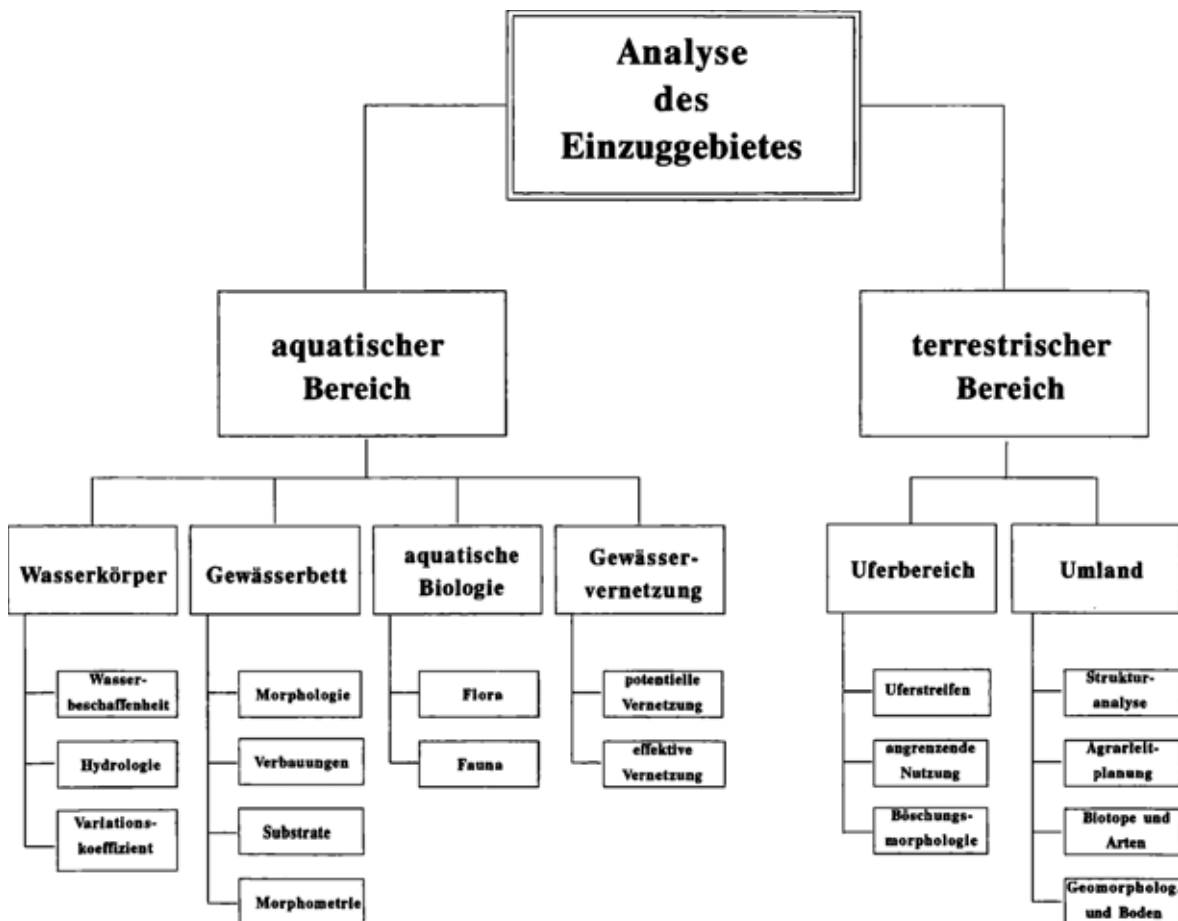 Analyse
des
Einzuggebietes
aquatischer
Bereich
terrestrischer
Bereich
Wasserkörper
Gewässerbett
aquatische
Biologie
Gewässer-
vernetzung
Uferbereich
Umland
Wasser-
beschaffenheit
Hydrologie
Variations-
koeffizient
Morphologie
Verbauungen
Substrate
Morphometrie
Flora
Fauna
potentielle
Vernetzung
effektive
Vernetzung
Uferstreifen
angrenzende
Nutzung
Böschungs-
morphologie
Struktur-
analyse
Agrarleit-
planung
Biotope und
Arten
Geomorpholog.
und Boden